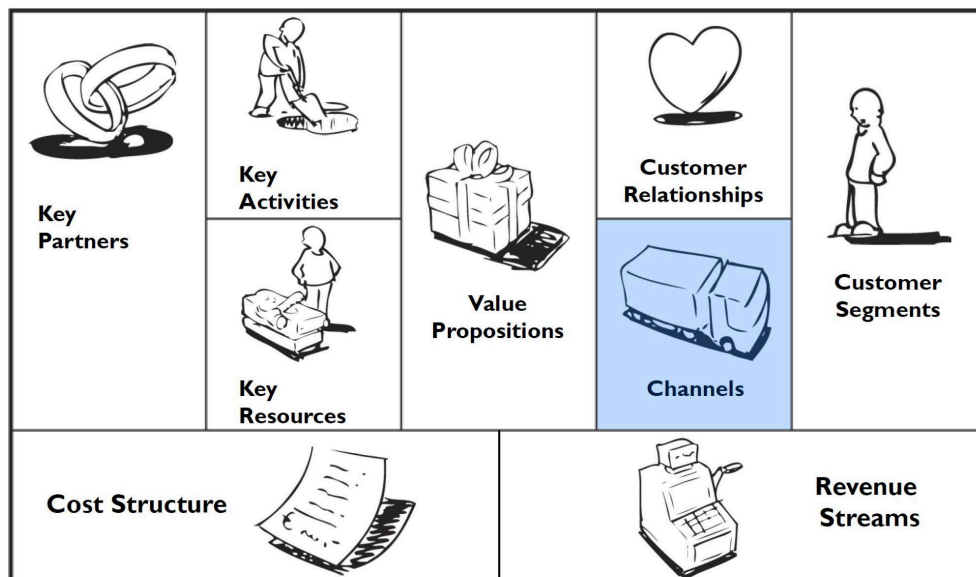 Key
Partners
Key
Activities
Key
Resources
Value
Propositions
Customer
Relationships
Channels
Customer
Segments
Cost Structure
Revenue
Streams